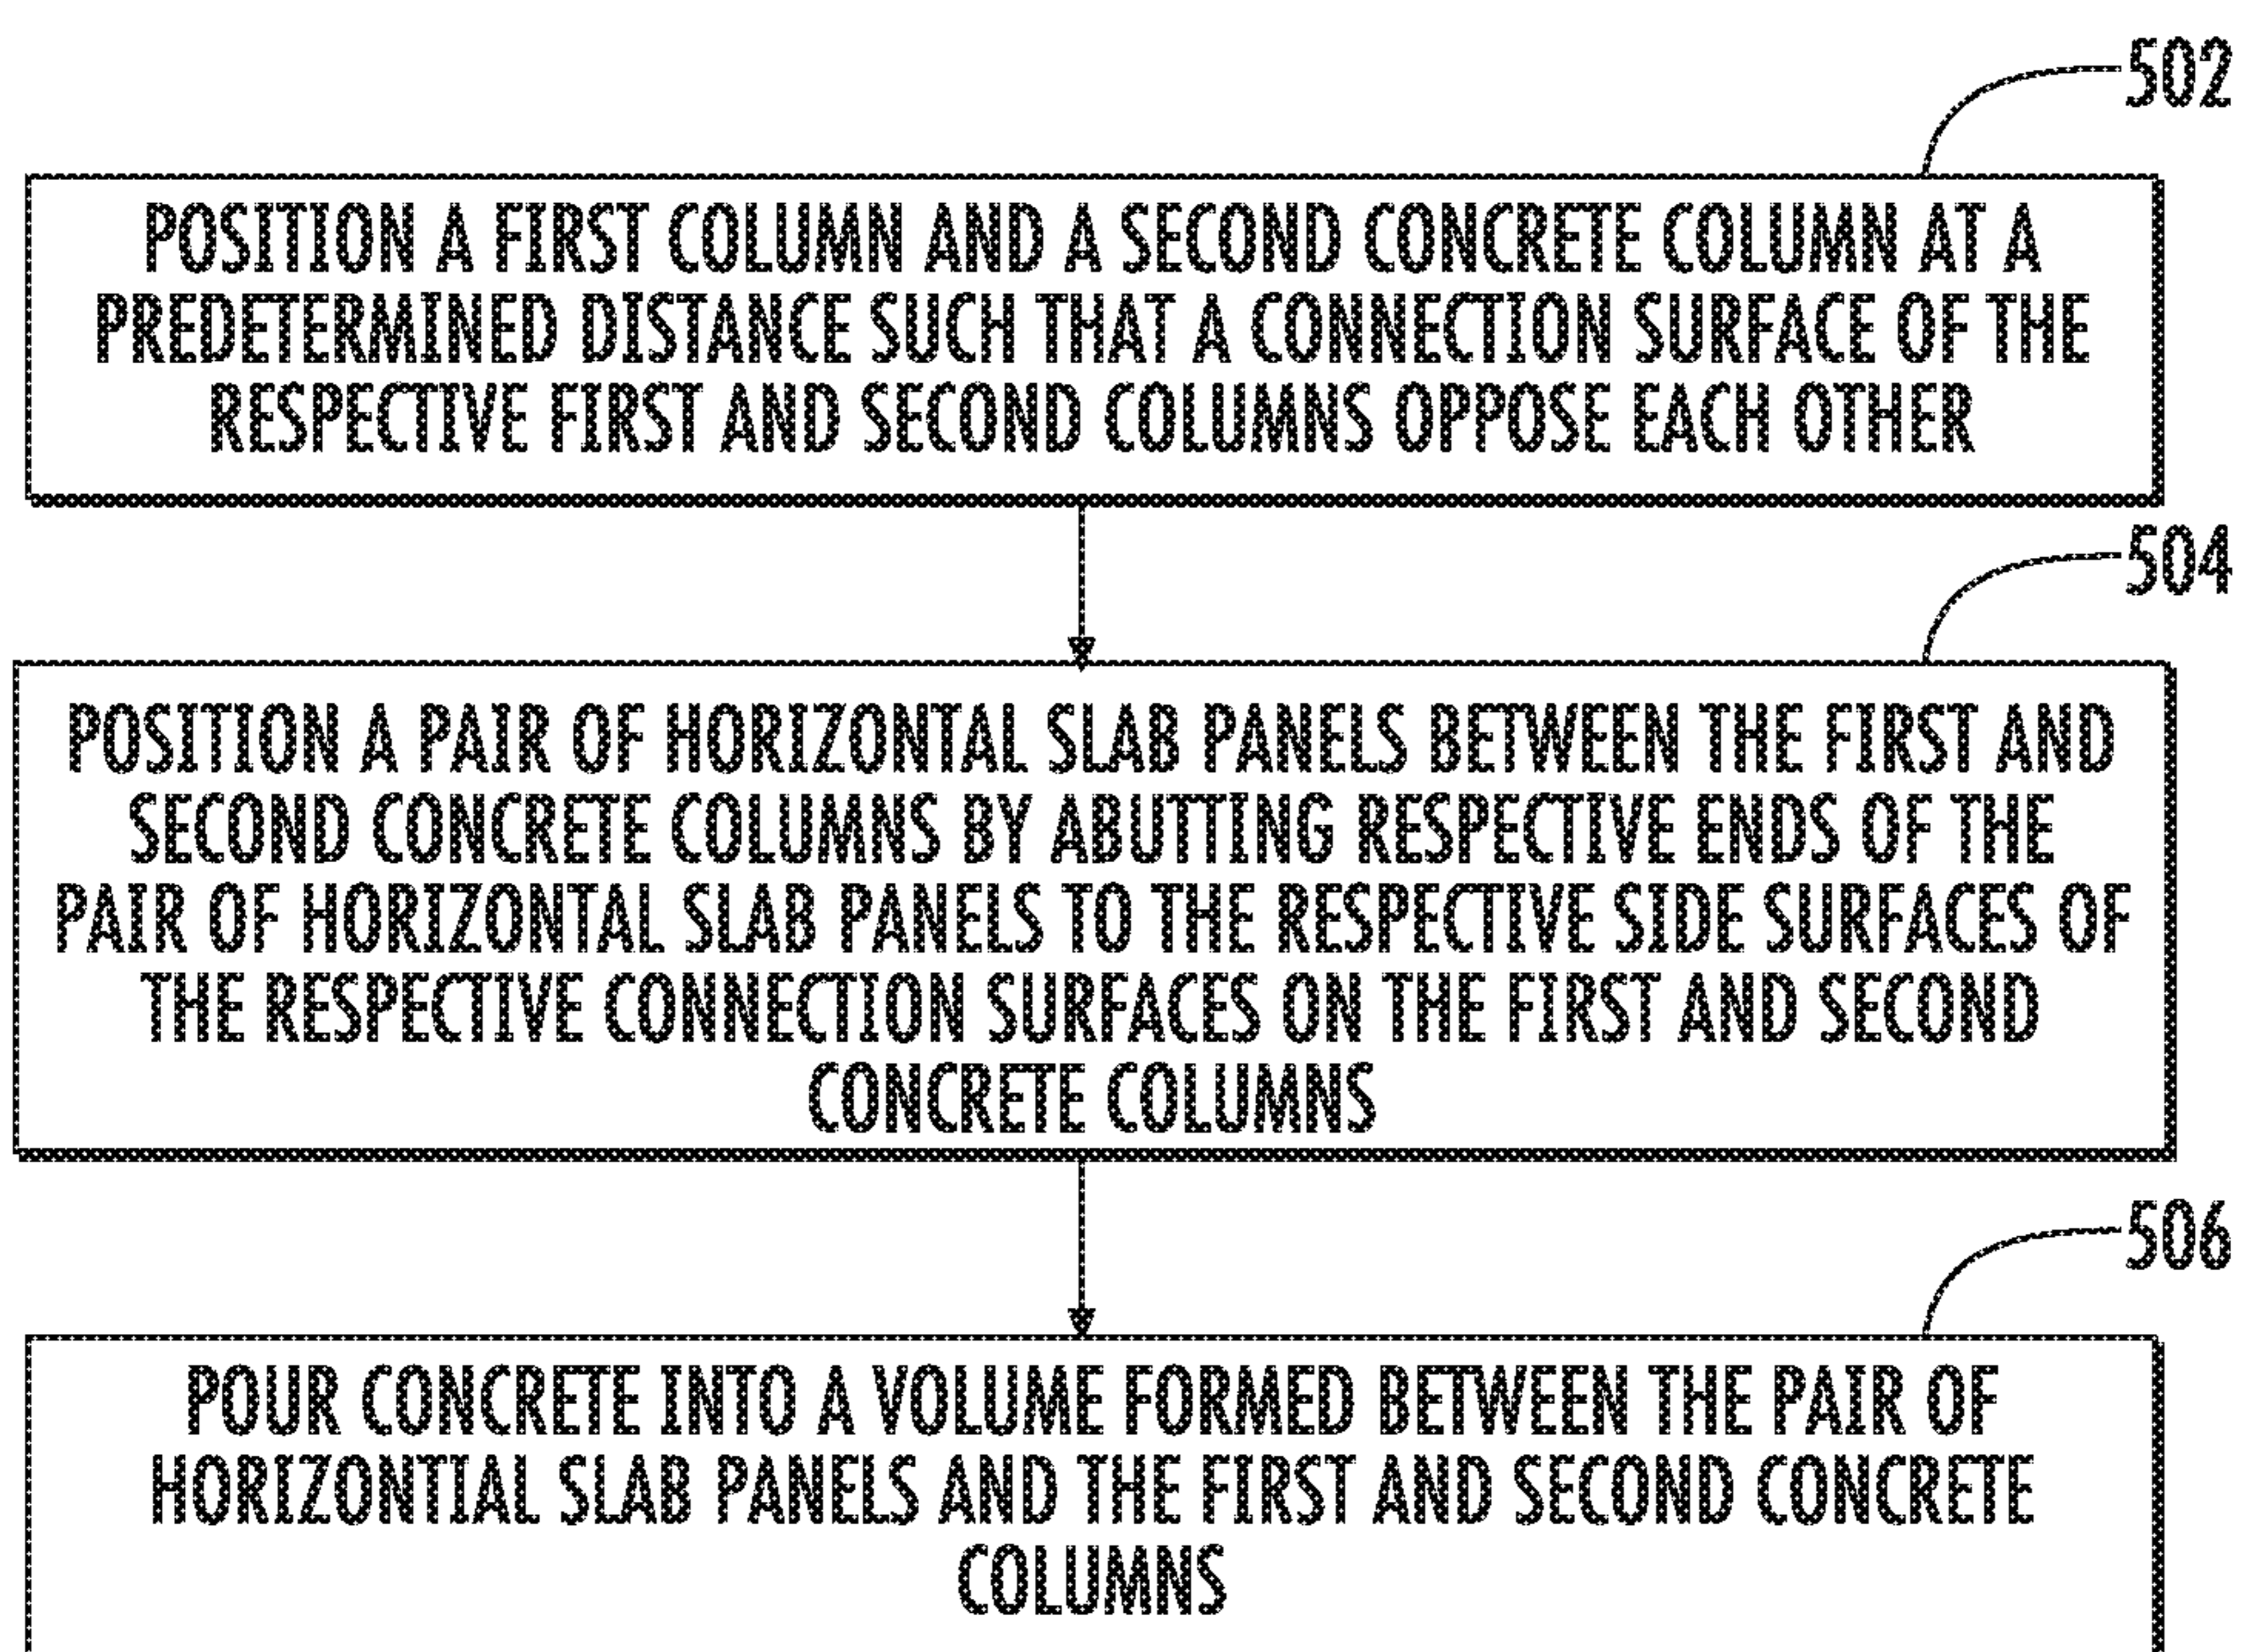 502
POSITION A FIRST COLUMN AND A SECOND CONCRETE COLUMN AT A
PREDETERMINED DISTANCE SUCH THAT A CONNECTION SURFACE OF THE
RESPECTIVE FIRST AND SECOND COLUMNS OPPOSE EACH OTHER
504
POSITION A PAIR OF HORIZONTAL SLAB PANELS BETWEEN THE FIRST AND
SECOND CONCRETE COLUMNS BY ABUTTING RESPECTIVE ENDS OF THE
PAIR OF HORIZONTAL SLAB PANELS TO THE RESPECTIVE SIDE SURFACES OF
THE RESPECTIVE CONNECTION SURFACES ON THE FIRST AND SECOND
CONCRETE COLUMNS
506
POUR CONCRETE INTO A VOLUME FORMED BETWEEN THE PAIR OF
HORIZONTIAL SLAB PANELS AND THE FIRST AND SECOND CONCRETE
COLUMNS